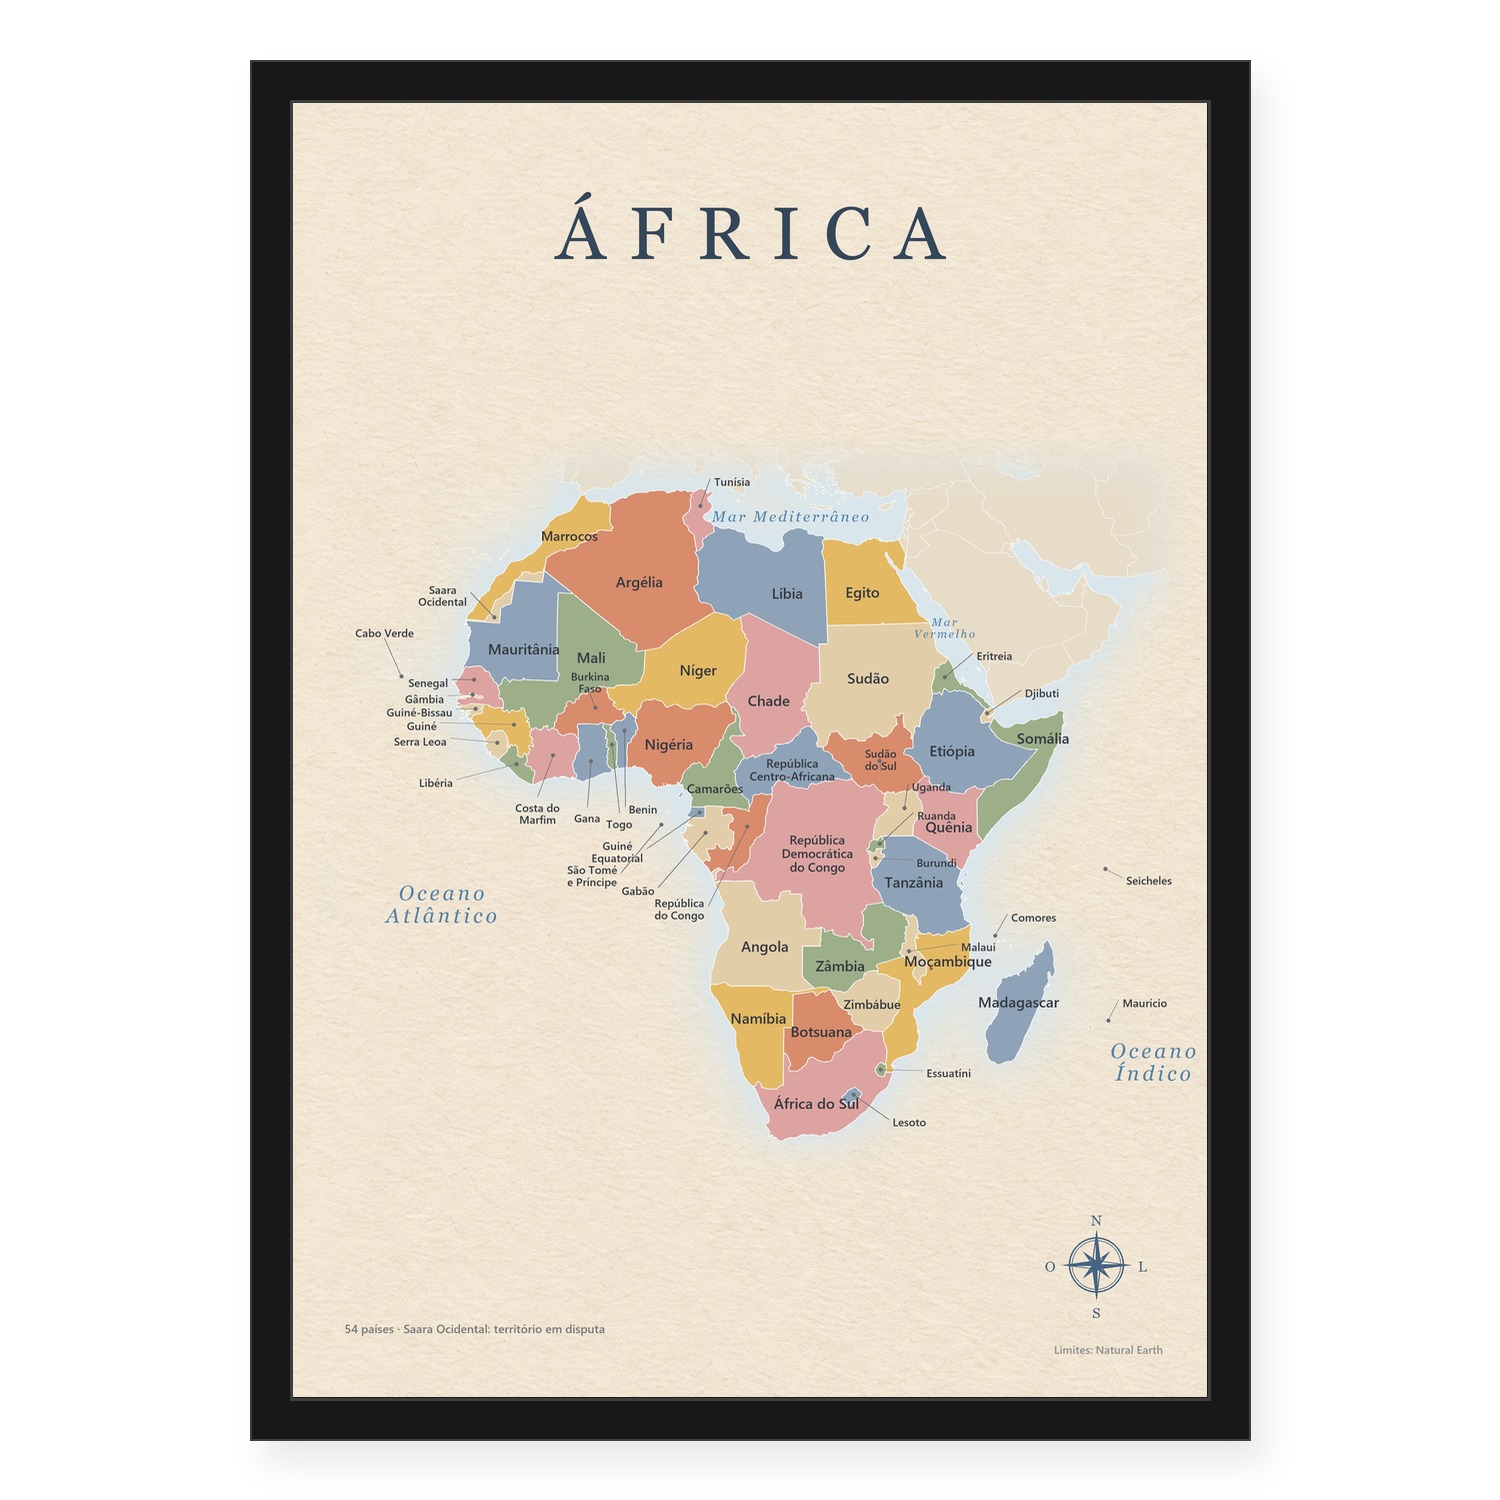 ÁFRICA
Tunísia
Mar Mediterrâneo
Marrocos
Argélia
Líbia
Egito
Saara
Ocidental
Mar
Vermelho
Cabo Verde
Mauritânia
Mali
Níger
Chade
Sudão
Eritreia
Burkina
Faso
Senegal
Gâmbia
Guiné-Bissau
Guiné
Serra Leoa
Libéria
Djibuti
Somália
Nigéria
Etiópia
Sudão
do Sul
República
Centro-Africana
Camarões
Uganda
Costa do
Marfim
Gana
Togo
Benin
Ruanda
Quênia
Guiné
Equatorial
São Tomé
e Príncipe
Gabão
República
do Congo
República
Democrática
do Congo
Burundi
Tanzânia
Seicheles
Oceano
Atlântico
Comores
Angola
Zâmbia
Malaui
Moçambique
Madagascar
Maurício
Zimbábue
Namíbia
Botsuana
Oceano
Índico
Essuatíni
África do Sul
Lesoto
N
O
L
S
54 países · Saara Ocidental: território em disputa
Limites: Natural Earth